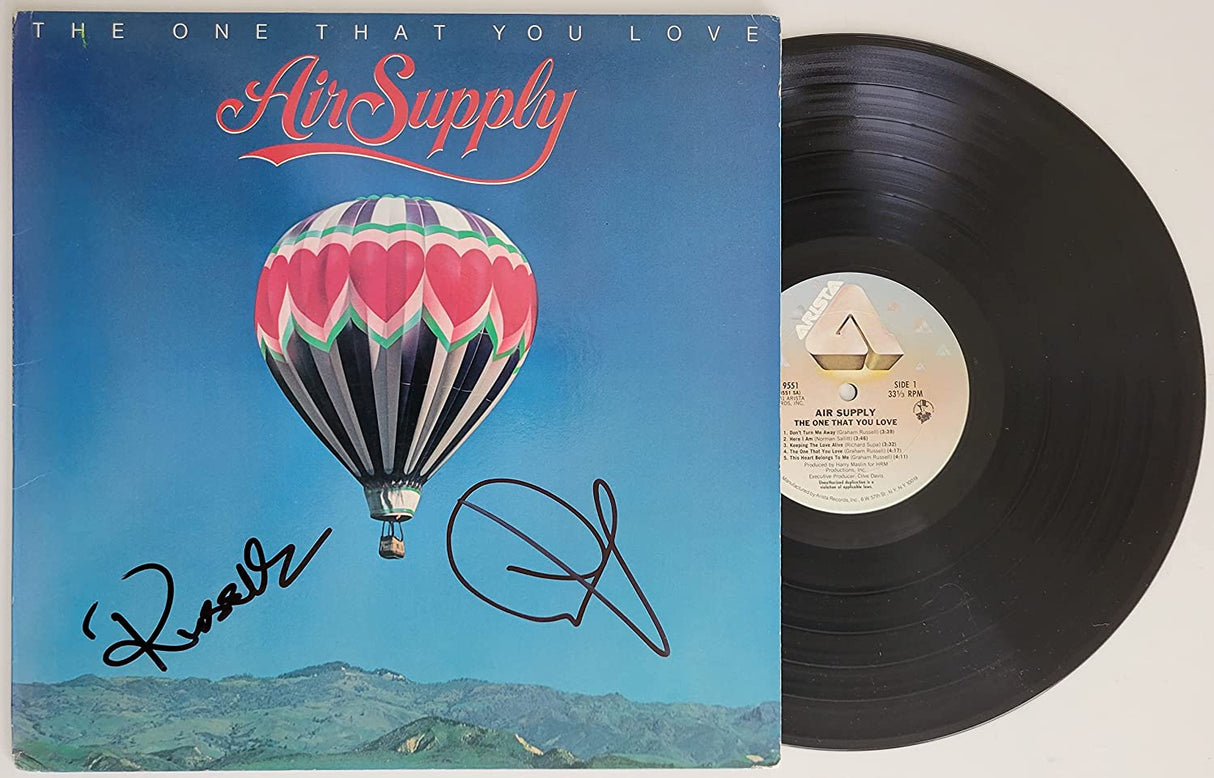 THE ONE THAT YOU LOVE
Air Supply
Russell
ARISTA
9551
SIDE 1
33⅓ RPM
AIR SUPPLY
THE ONE THAT YOU LOVE
1. Don't Turn Me Away (Graham Russell) (3:39)
2. Here I Am (Norman Sallitt) (3:46)
3. Keeping The Love Alive (Richard Supa) (3:32)
4. The One That You Love (Graham Russell) (4:17)
5. This Heart Belongs To Me (Graham Russell) (4:11)
Produced by Harry Maslin for HRM
Productions, Inc.
Executive Producer: Clive Davis
Unauthorized duplication is a
violation of applicable laws.
Manufactured by Arista Records, Inc., 6 W. 57th St., N.Y., N.Y. 10019